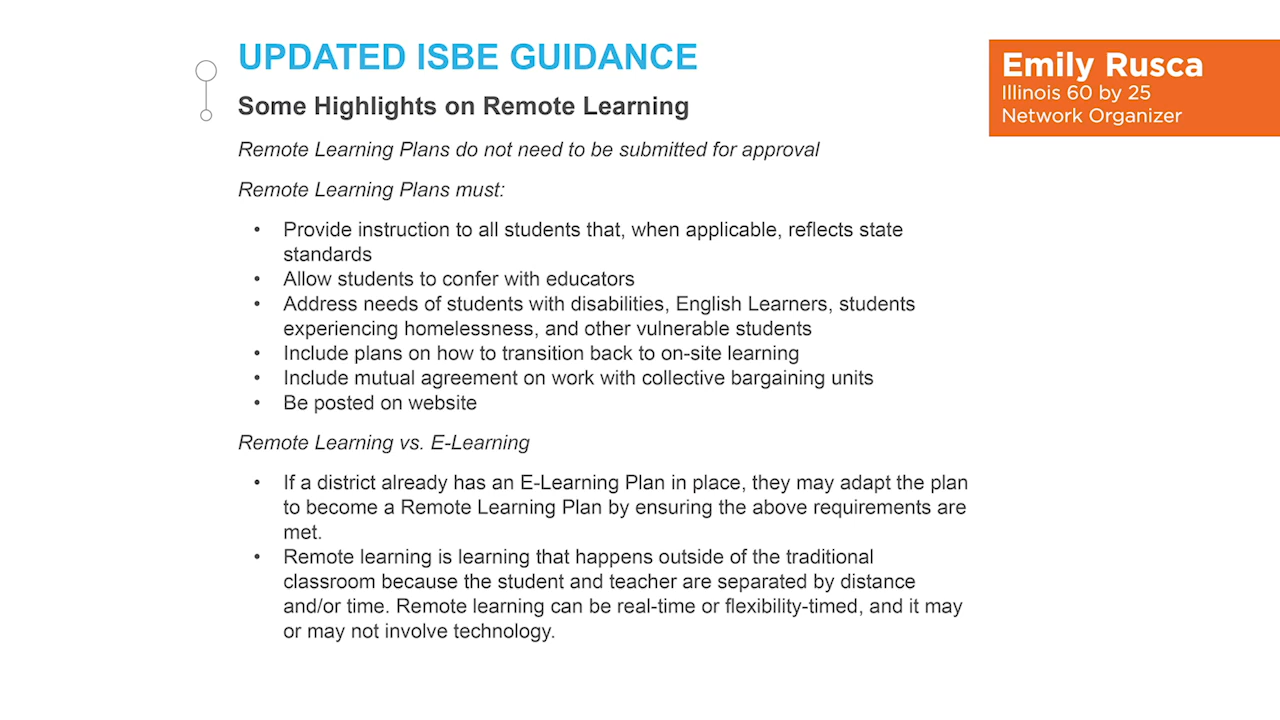 UPDATED ISBE GUIDANCE
Some Highlights on Remote Learning
Emily Rusca
Illinois 60 by 25
Network Organizer
Remote Learning Plans do not need to be submitted for approval
Remote Learning Plans must:
• Provide instruction to all students that, when applicable, reflects state
standards
• Allow students to confer with educators
• Address needs of students with disabilities, English Learners, students
experiencing homelessness, and other vulnerable students
• Include plans on how to transition back to on-site learning
• Include mutual agreement on work with collective bargaining units
• Be posted on website
Remote Learning vs. E-Learning
• If a district already has an E-Learning Plan in place, they may adapt the plan
to become a Remote Learning Plan by ensuring the above requirements are
met.
• Remote learning is learning that happens outside of the traditional
classroom because the student and teacher are separated by distance
and/or time. Remote learning can be real-time or flexibility-timed, and it may
or may not involve technology.